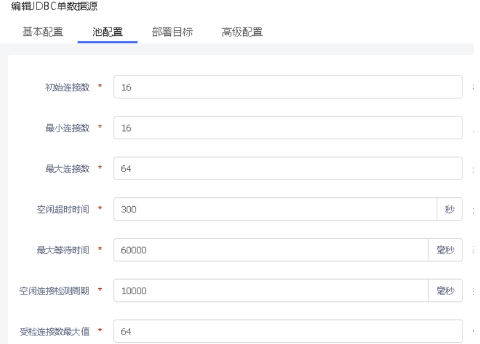 编辑JDBC单数据源
基本配置 池配置 部署目标 高级配置
初始连接数 * 16
最小连接数 * 16
最大连接数 * 64
空闲超时时间 * 300 秒
最大等待时间 * 60000 毫秒
空闲连接检测周期 * 10000 毫秒
受检连接数最大值 * 64